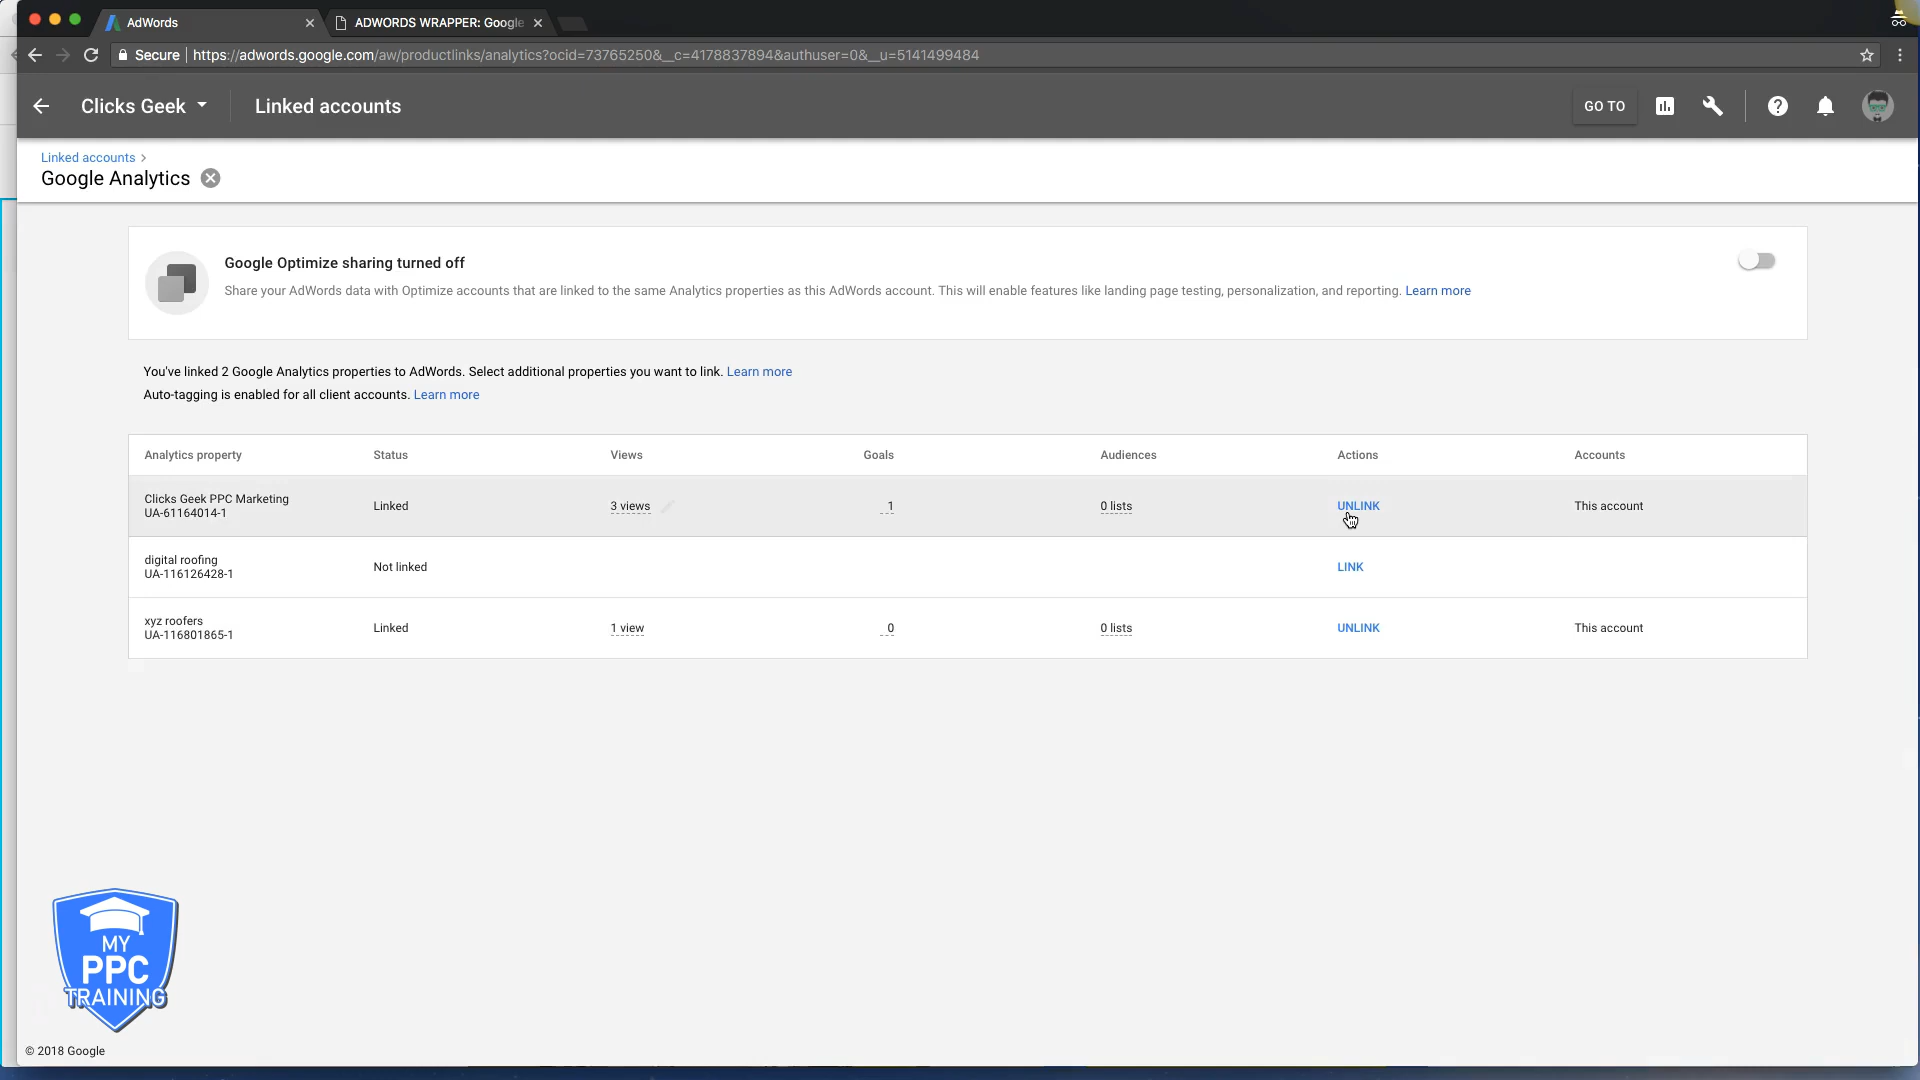 AdWords
ADWORDS WRAPPER: Google
Secure
https://adwords.google.com/aw/productlinks/analytics?ocid=73765250&__c=4178837894&authuser=0&__u=5141499484
Clicks Geek
Linked accounts
GO TO
Linked accounts >
Google Analytics
Google Optimize sharing turned off
Share your AdWords data with Optimize accounts that are linked to the same Analytics properties as this AdWords account. This will enable features like landing page testing, personalization, and reporting. Learn more
You've linked 2 Google Analytics properties to AdWords. Select additional properties you want to link. Learn more
Auto-tagging is enabled for all client accounts. Learn more
Analytics property Status Views Goals Audiences Actions Accounts
Clicks Geek PPC Marketing
UA-61164014-1
Linked 3 views 1 0 lists UNLINK This account
digital roofing
UA-116126428-1
Not linked LINK
xyz roofers
UA-116801865-1
Linked 1 view 0 0 lists UNLINK This account
MY
PPC
TRAINING
© 2018 Google